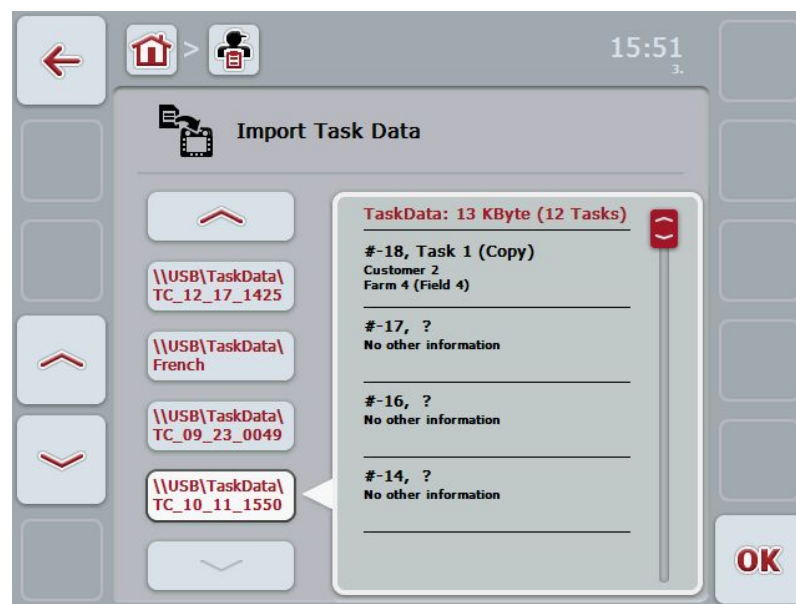 >
15:51
3.
Import Task Data
\\USB\TaskData\
TC_12_17_1425
\\USB\TaskData\
French
\\USB\TaskData\
TC_09_23_0049
\\USB\TaskData\
TC_10_11_1550
TaskData: 13 KByte (12 Tasks)
#-18, Task 1 (Copy)
Customer 2
Farm 4 (Field 4)
#-17, ?
No other information
#-16, ?
No other information
#-14, ?
No other information
OK